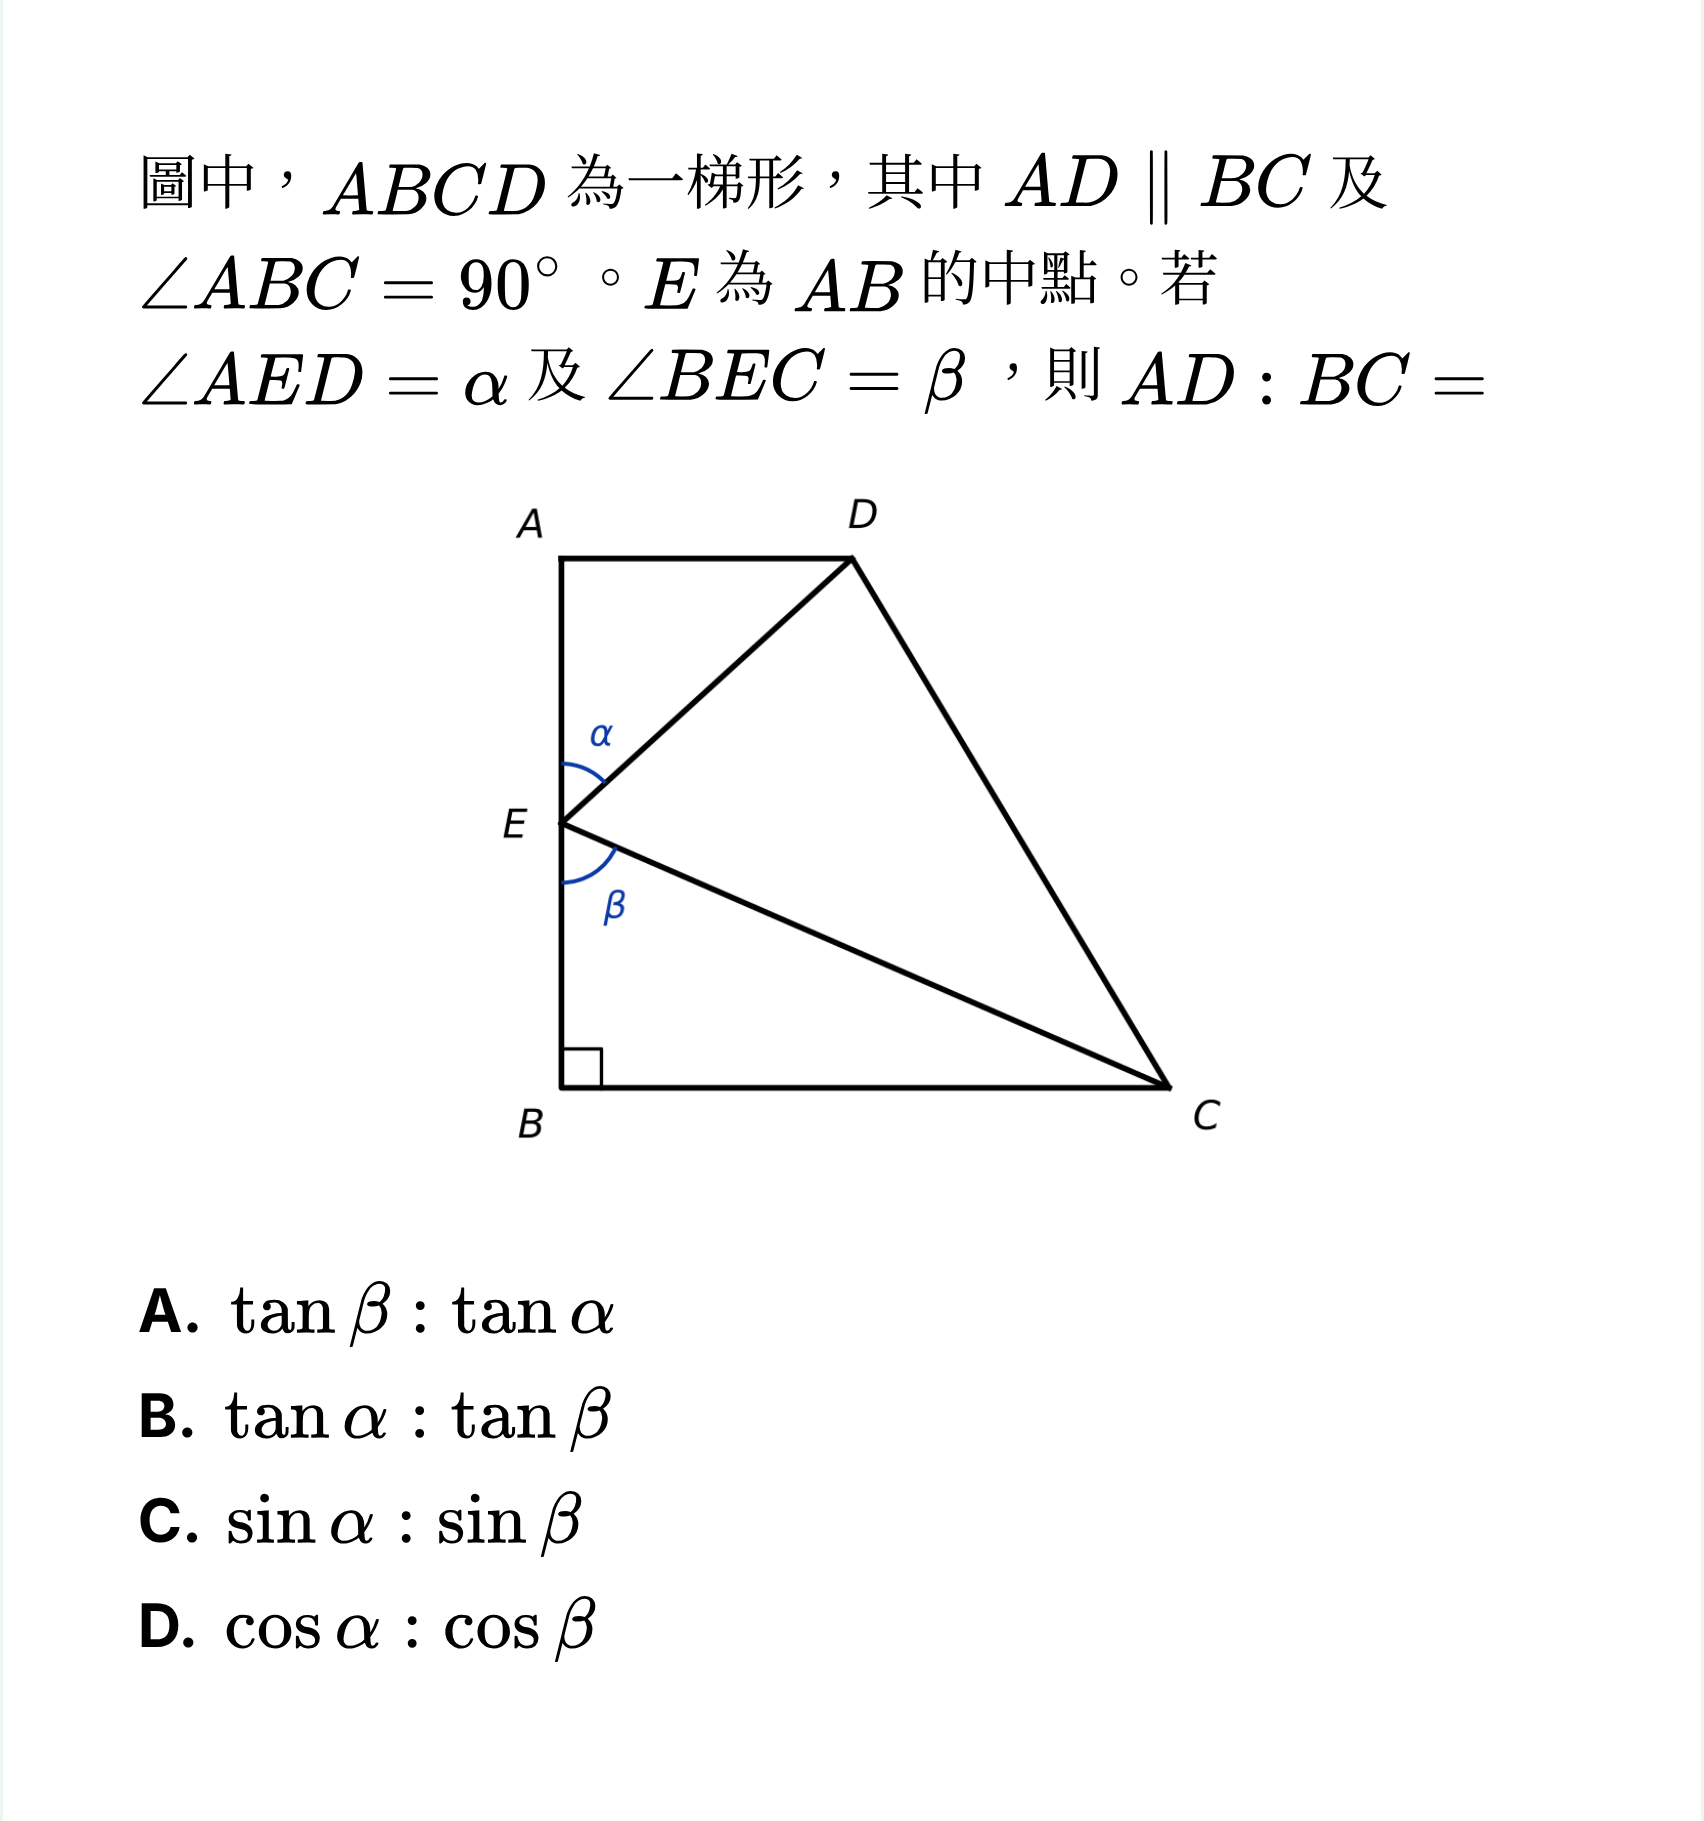 圖中，ABCD 為一梯形，其中 AD ∥ BC 及
∠ABC = 90° 。E 為 AB 的中點。若
∠AED = α 及 ∠BEC = β ，則 AD : BC =
A
D
α
E
β
B
C
A. tan β : tan α
B. tan α : tan β
C. sin α : sin β
D. cos α : cos β